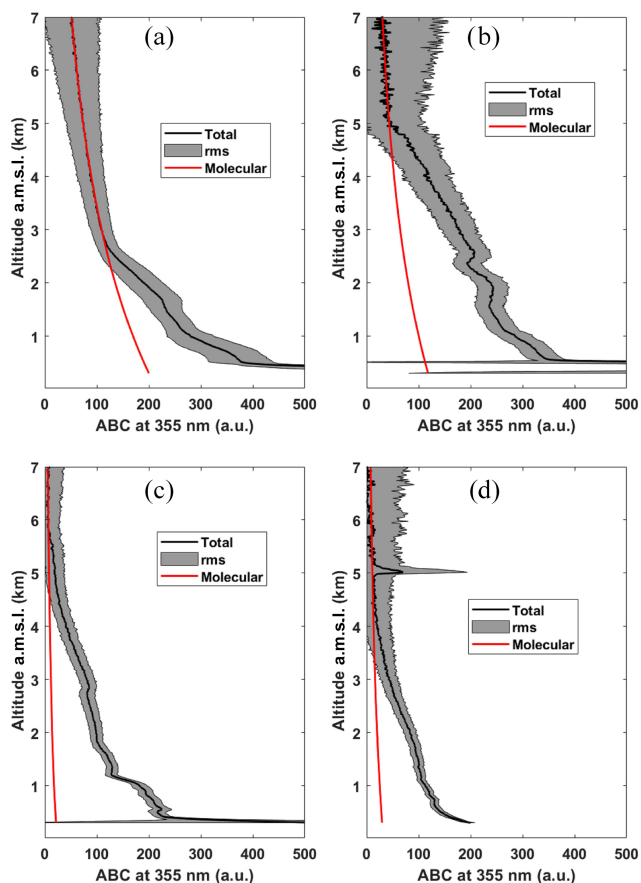 (a)
7
6
5
4
3
2
1
Altitude a.m.s.l. (km)
Total
rms
Molecular
0 100 200 300 400 500
ABC at 355 nm (a.u.)
(b)
7
6
5
4
3
2
1
Altitude a.m.s.l. (km)
Total
rms
Molecular
0 100 200 300 400 500
ABC at 355 nm (a.u.)
(c)
7
6
5
4
3
2
1
Altitude a.m.s.l. (km)
Total
rms
Molecular
0 100 200 300 400 500
ABC at 355 nm (a.u.)
(d)
7
6
5
4
3
2
1
Altitude a.m.s.l. (km)
Total
rms
Molecular
0 100 200 300 400 500
ABC at 355 nm (a.u.)